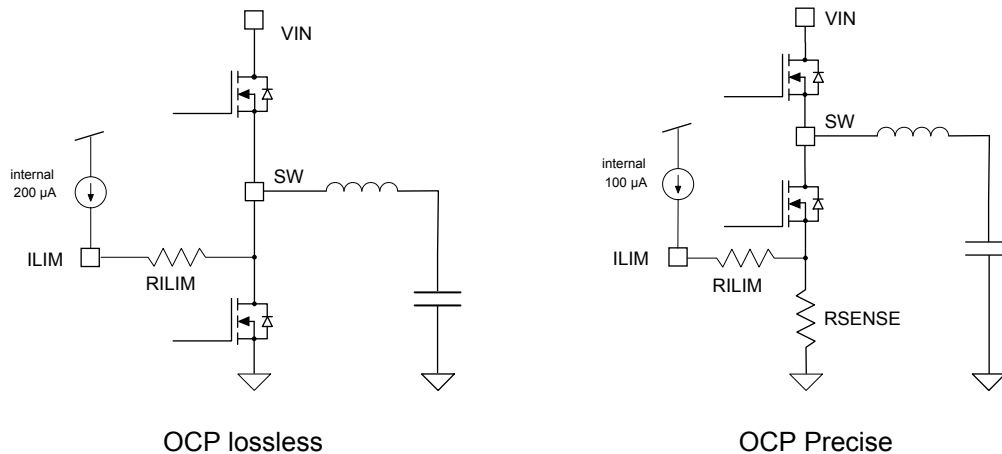 VIN
SW
internal
200 µA
ILIM
RILIM
OCP lossless
VIN
SW
internal
100 µA
ILIM
RILIM
RSENSE
OCP Precise